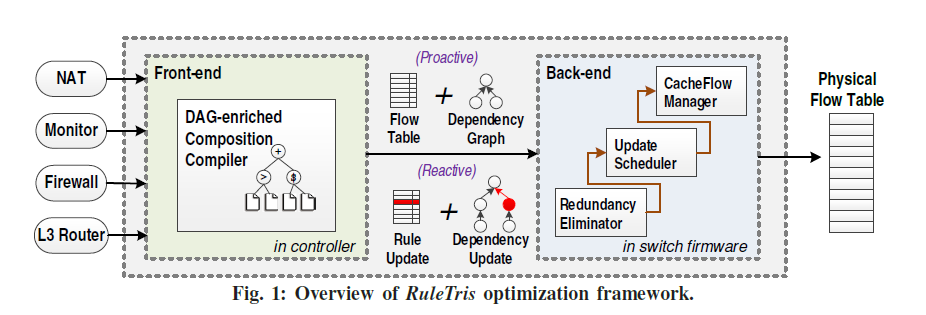 NAT
Monitor
Firewall
L3 Router
Front-end
DAG-enriched
Composition
Compiler
+
>
$
in controller
(Proactive)
+
Flow
Table
Dependency
Graph
(Reactive)
+
Rule
Update
Dependency
Update
Back-end
CacheFlow
Manager
Update
Scheduler
Redundancy
Eliminator
in switch firmware
Physical
Flow Table
Fig. 1: Overview of RuleTris optimization framework.